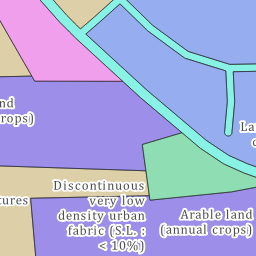 nd
rops)
La
c
Discontinuous
very low
density urban
fabric (S.L. :
< 10%)
tures
Arable land
(annual crops)